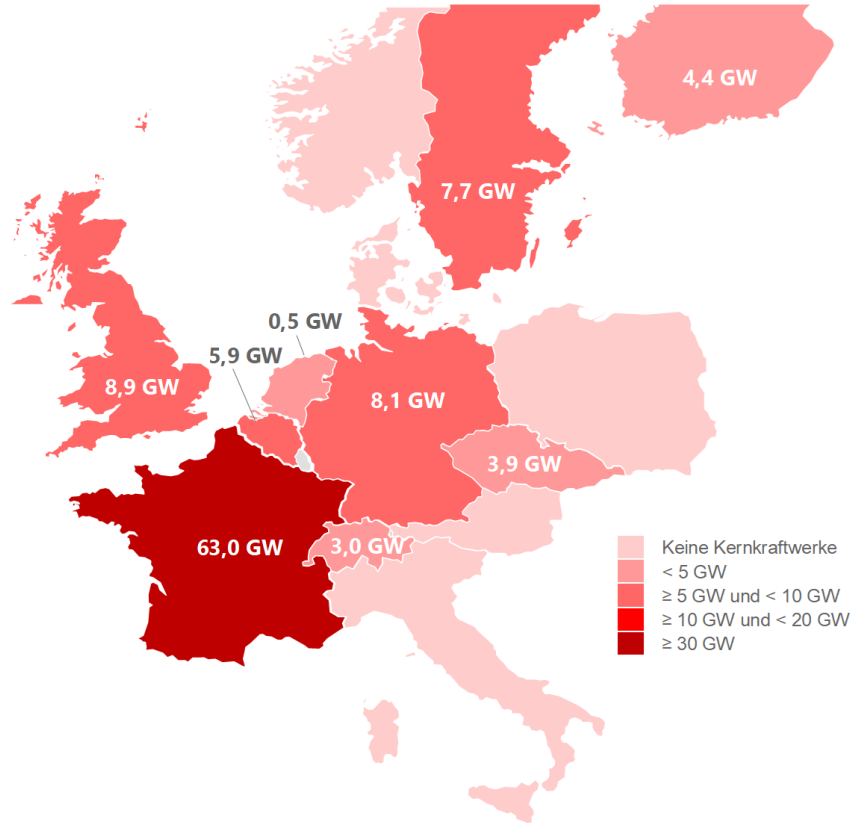 4,4 GW
7,7 GW
0,5 GW
5,9 GW
8,9 GW
8,1 GW
3,9 GW
63,0 GW
3,0 GW
Keine Kernkraftwerke
< 5 GW
≥ 5 GW und < 10 GW
≥ 10 GW und < 20 GW
≥ 30 GW